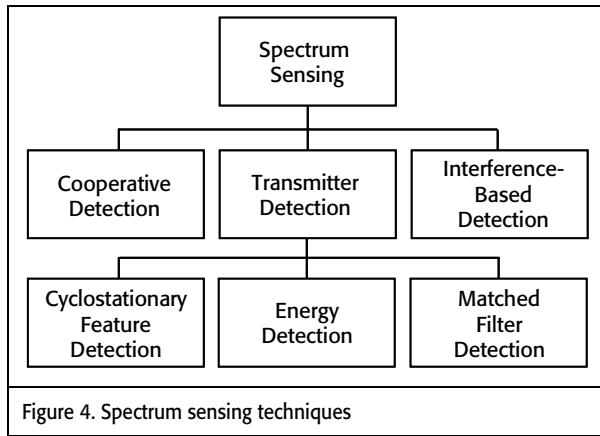 Spectrum
Sensing
Cooperative
Detection
Transmitter
Detection
Interference-
Based
Detection
Cyclostationary
Feature
Detection
Energy
Detection
Matched
Filter
Detection
Figure 4. Spectrum sensing techniques